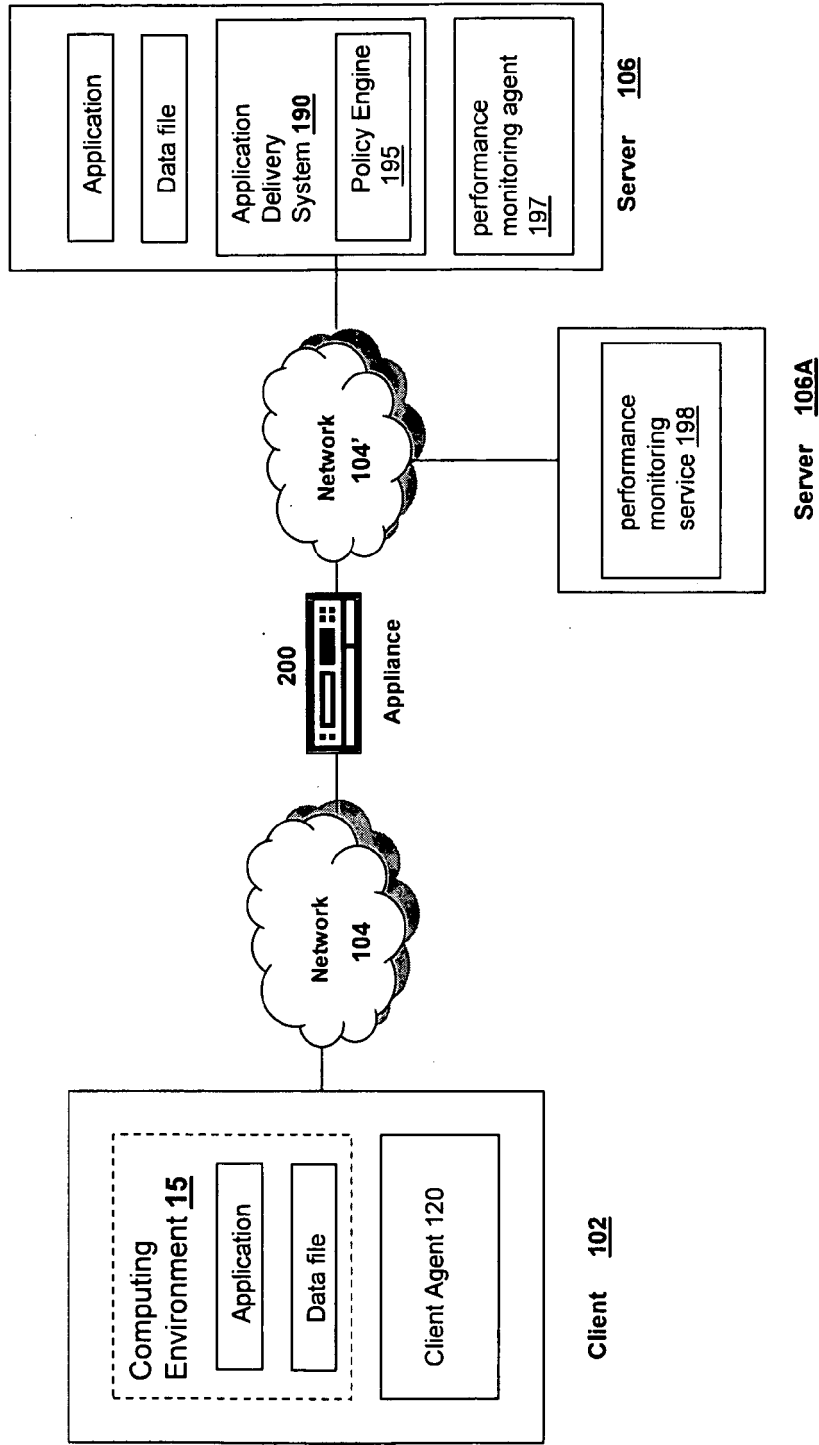 Computing
Environment 15
Application
Data file
Client Agent 120
Client 102
Network
104
200
Appliance
Network
104'
Application
Data file
Application
Delivery
System 190
Policy Engine
195
performance
monitoring agent
197
Server 106
performance
monitoring
service 198
Server 106A